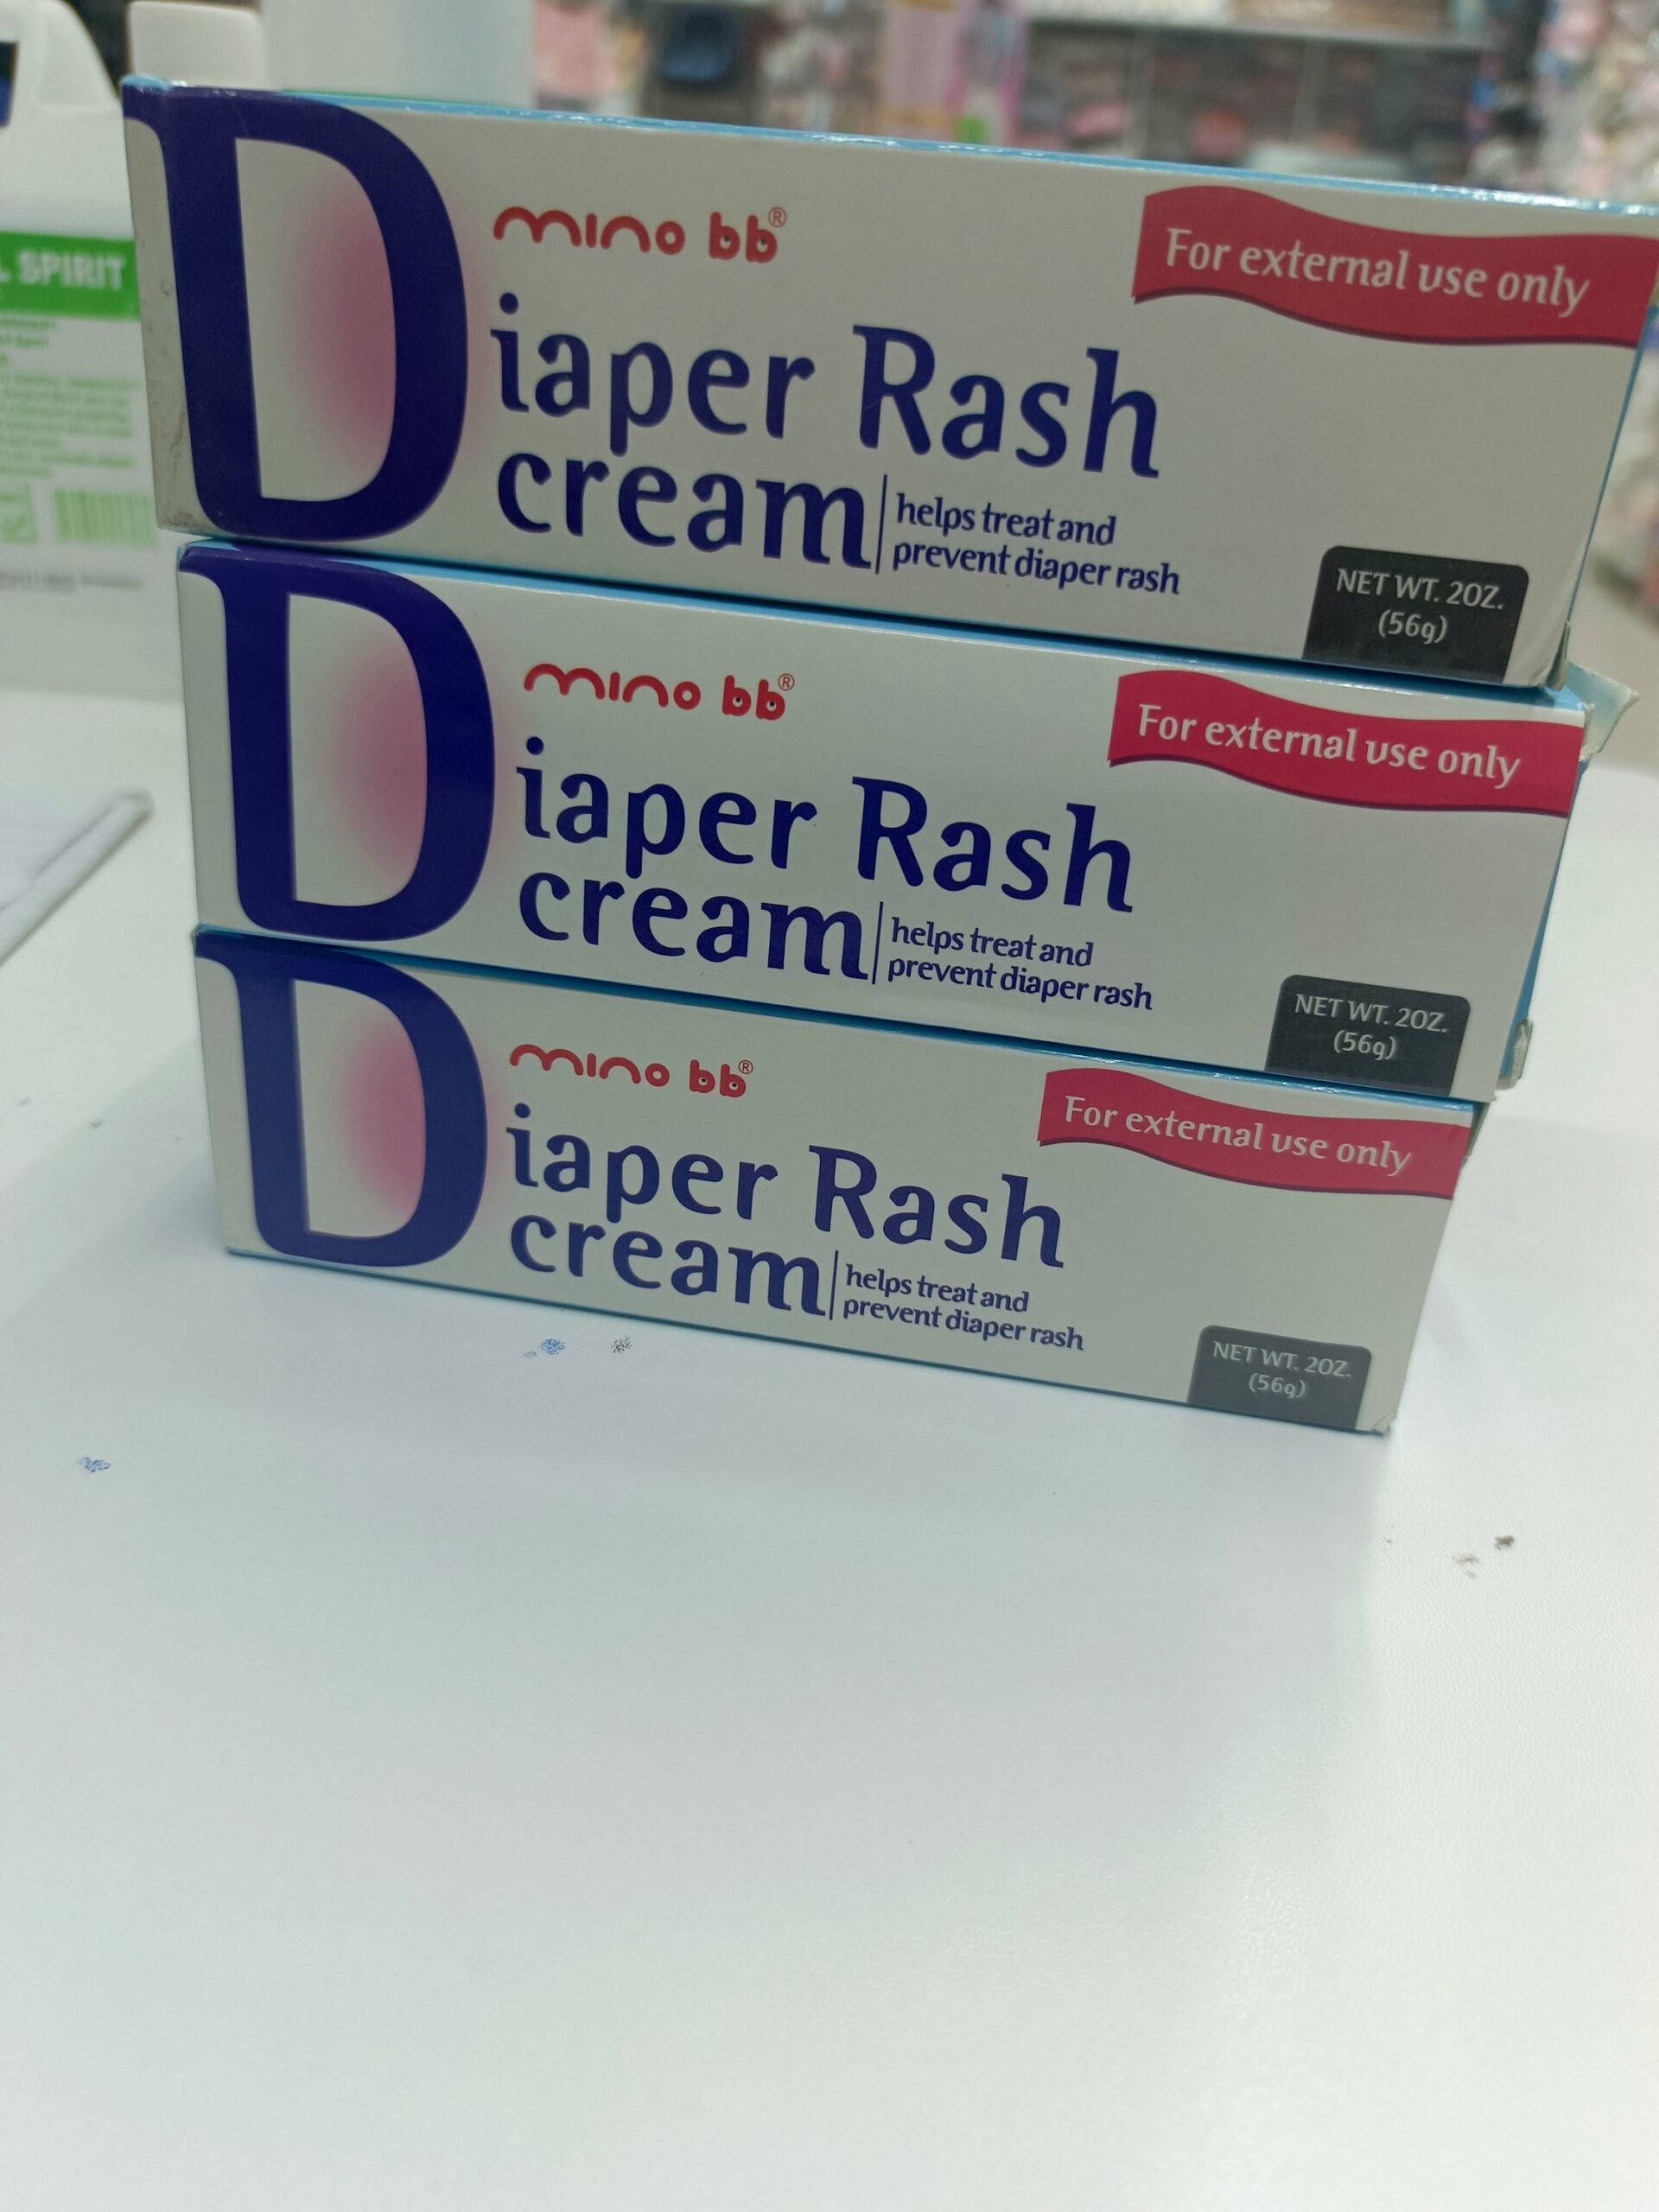 mino bb®
For external use only
Diaper Rash
cream
helps treat and
prevent diaper rash
NET WT. 2OZ.
(56g)
mino bb®
For external use only
Diaper Rash
cream
helps treat and
prevent diaper rash
NET WT. 2OZ.
(56g)
mino bb®
For external use only
Diaper Rash
cream
helps treat and
prevent diaper rash
NET WT. 2OZ.
(56g)
SPIRIT